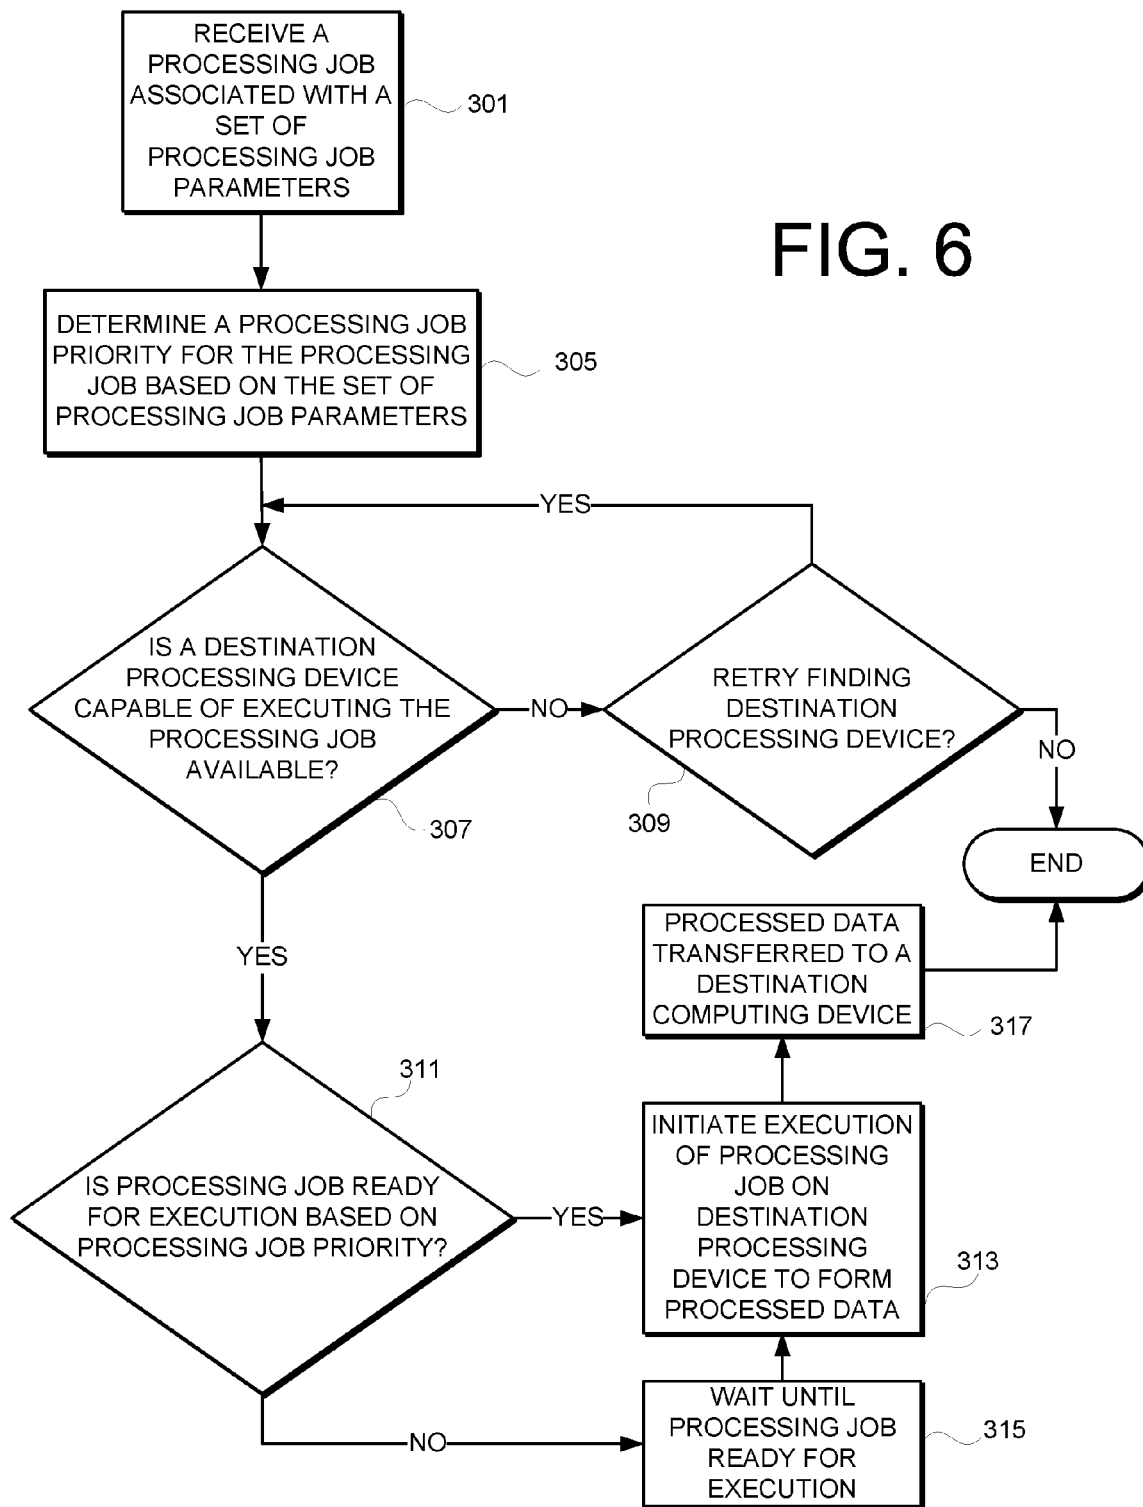 RECEIVE A
PROCESSING JOB
ASSOCIATED WITH A
SET OF
PROCESSING JOB
PARAMETERS
301
FIG. 6
DETERMINE A PROCESSING JOB
PRIORITY FOR THE PROCESSING
JOB BASED ON THE SET OF
PROCESSING JOB PARAMETERS
305
YES
IS A DESTINATION
PROCESSING DEVICE
CAPABLE OF EXECUTING THE
PROCESSING JOB
AVAILABLE?
307
NO
RETRY FINDING
DESTINATION
PROCESSING DEVICE?
309
NO
END
YES
PROCESSED DATA
TRANSFERRED TO A
DESTINATION
COMPUTING DEVICE
317
311
IS PROCESSING JOB READY
FOR EXECUTION BASED ON
PROCESSING JOB PRIORITY?
YES
INITIATE EXECUTION
OF PROCESSING
JOB ON
DESTINATION
PROCESSING
DEVICE TO FORM
PROCESSED DATA
313
NO
WAIT UNTIL
PROCESSING JOB
READY FOR
EXECUTION
315